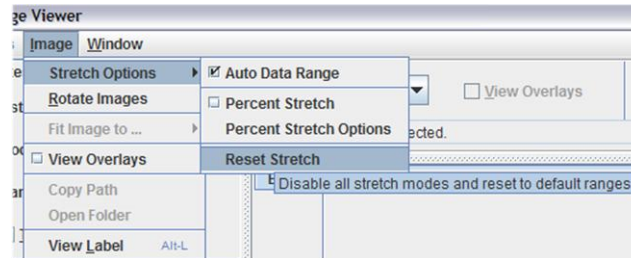 ge Viewer
Image Window
Stretch Options
Auto Data Range
Rotate Images
Percent Stretch
View Overlays
Fit Image to ...
Percent Stretch Options
ected.
View Overlays
Reset Stretch
Disable all stretch modes and reset to default ranges
Copy Path
Open Folder
View Label Alt-L